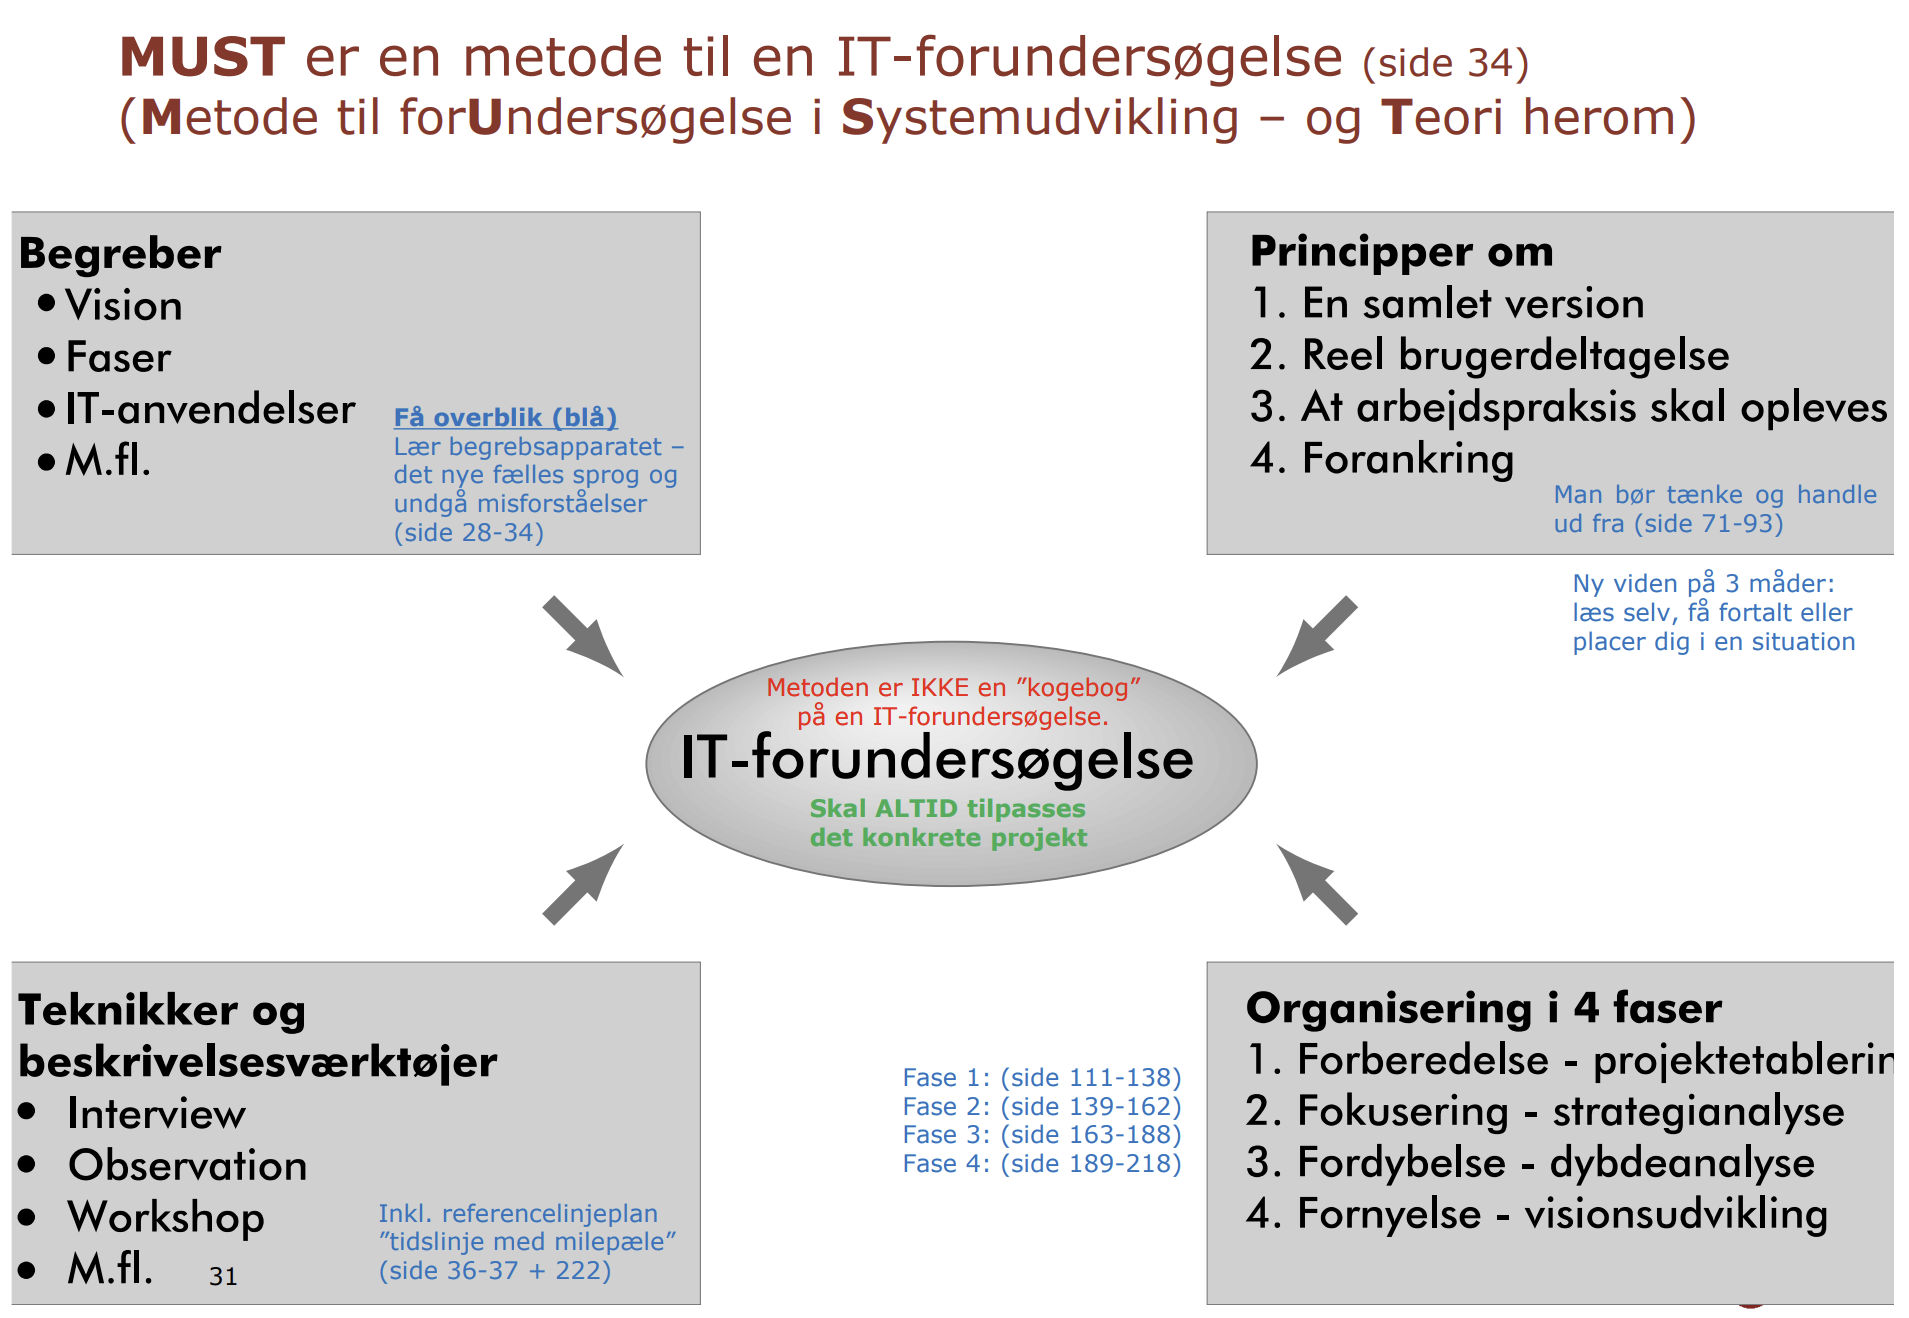 MUST er en metode til en IT-forundersøgelse (side 34)
(Metode til forUndersøgelse i Systemudvikling – og Teori herom)
Begreber
• Vision
• Faser
• IT-anvendelser
• M.fl.
Få overblik (blå)
Lær begrebsapparatet –
det nye fælles sprog og
undgå misforståelser
(side 28-34)
Principper om
1. En samlet version
2. Reel brugerdeltagelse
3. At arbejdspraksis skal opleves
4. Forankring
Man bør tænke og handle
ud fra (side 71-93)
Ny viden på 3 måder:
læs selv, få fortalt eller
placer dig i en situation
Metoden er IKKE en ”kogebog”
på en IT-forundersøgelse.
IT-forundersøgelse
Skal ALTID tilpasses
det konkrete projekt
Teknikker og
beskrivelsesværktøjer
• Interview
• Observation
• Workshop
• M.fl.
31
Inkl. referencelinjeplan
”tidslinje med milepæle”
(side 36-37 + 222)
Fase 1: (side 111-138)
Fase 2: (side 139-162)
Fase 3: (side 163-188)
Fase 4: (side 189-218)
Organisering i 4 faser
1. Forberedelse - projektetablerin
2. Fokusering - strategianalyse
3. Fordybelse - dybdeanalyse
4. Fornyelse - visionsudvikling